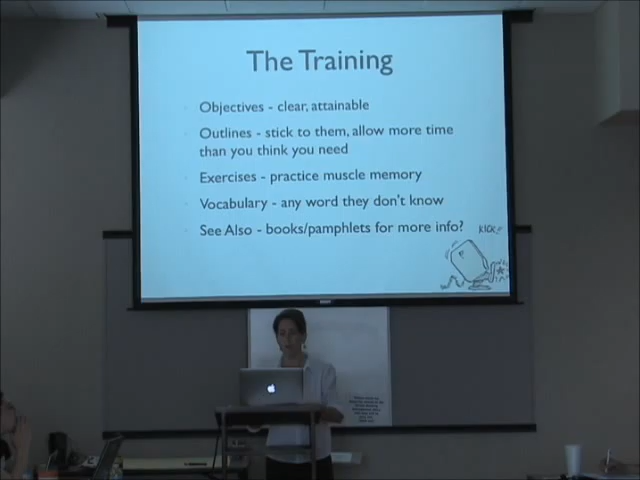 The Training
Objectives - clear, attainable
Outlines - stick to them, allow more time
than you think you need
Exercises - practice muscle memory
Vocabulary - any word they don't know
See Also - books/pamphlets for more info?
KICK!!